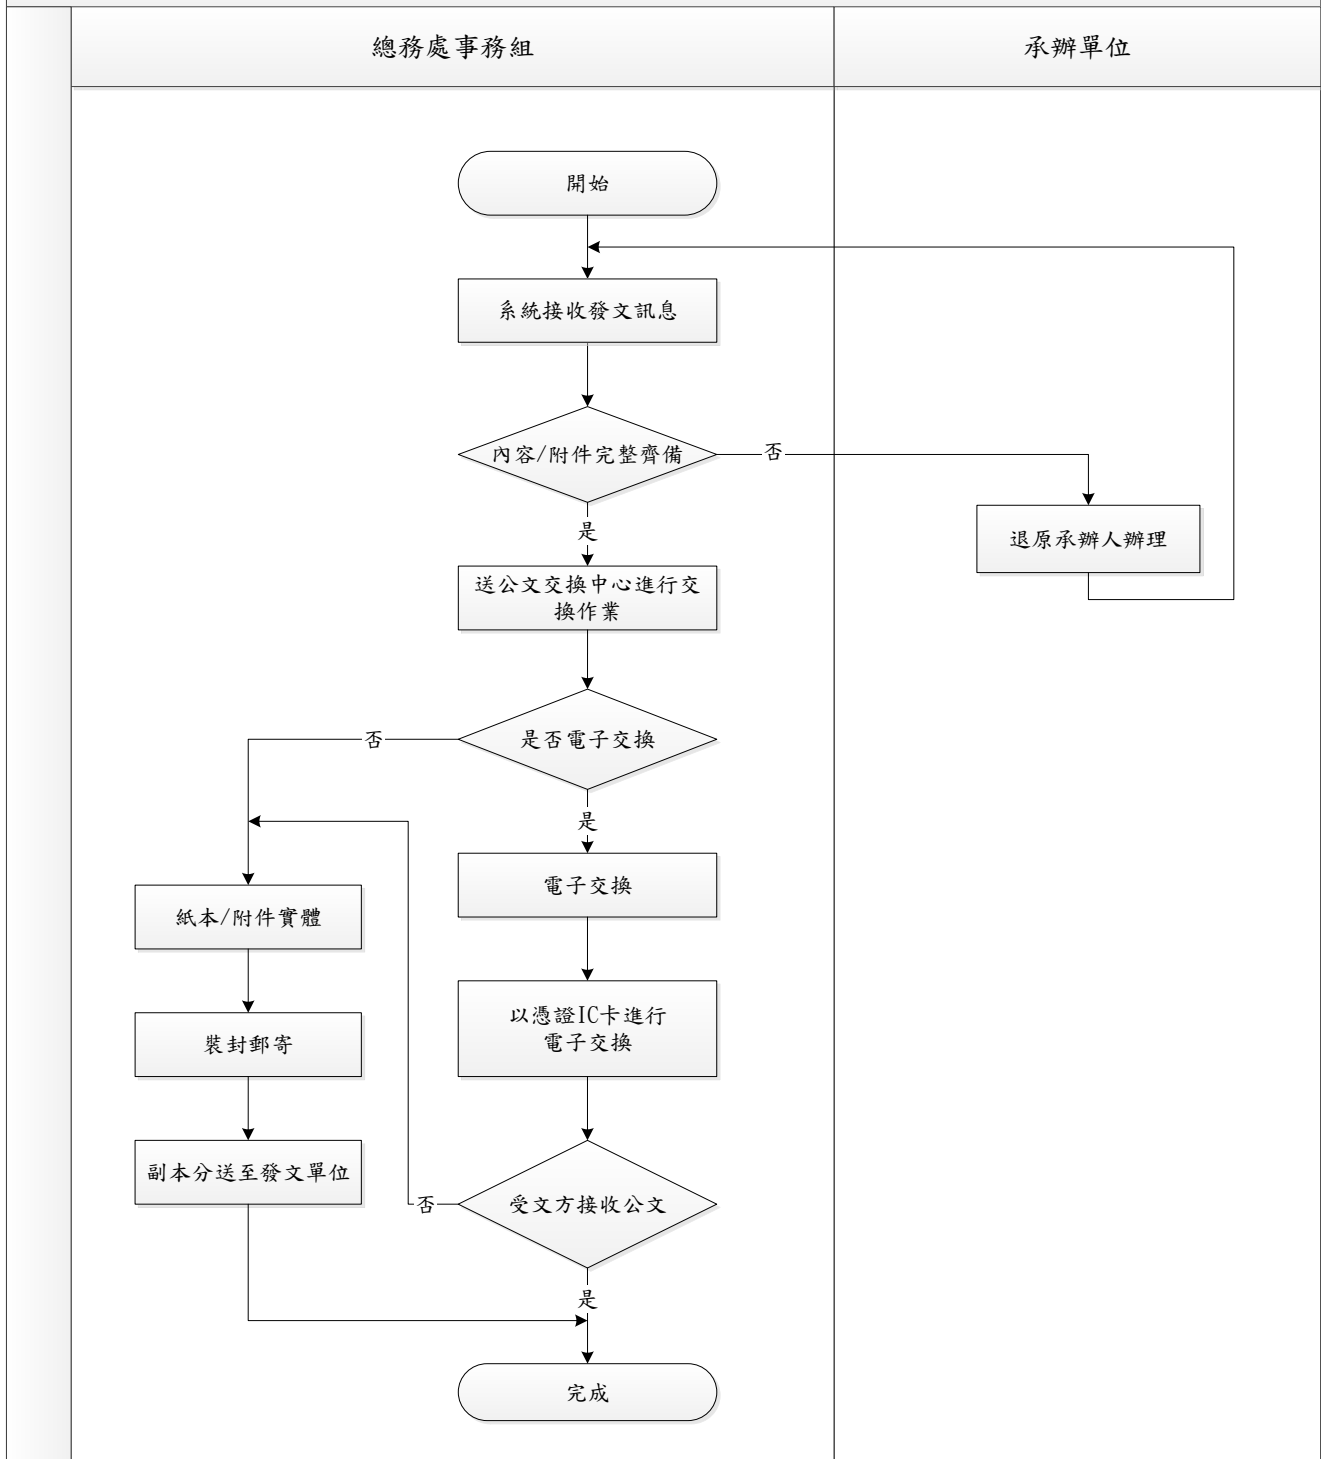 總務處事務組
承辦單位
開始
系統接收發文訊息
內容/附件完整齊備
否
是
退原承辦人辦理
送公文交換中心進行交
換作業
是否電子交換
否
是
電子交換
紙本/附件實體
以憑證IC卡進行
電子交換
裝封郵寄
副本分送至發文單位
受文方接收公文
否
是
完成